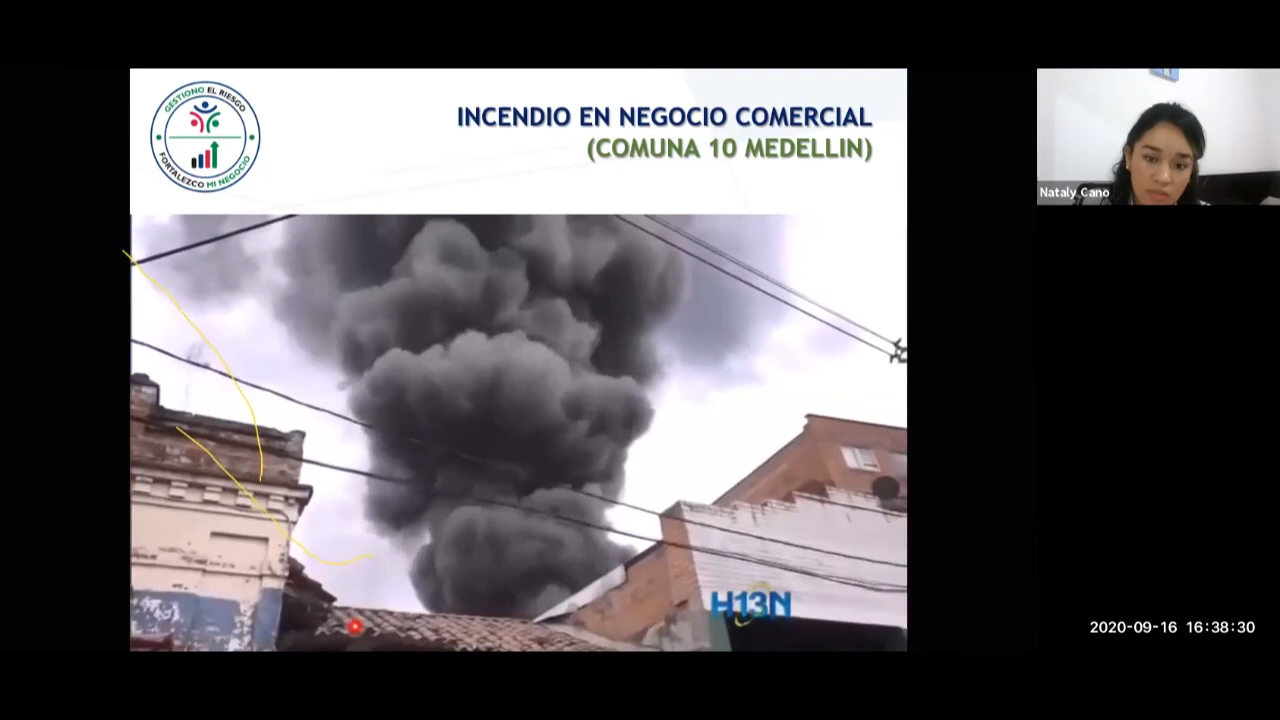 GESTIONO EL RIESGO
FORTALEZCO MI NEGOCIO
INCENDIO EN NEGOCIO COMERCIAL
(COMUNA 10 MEDELLIN)
Nataly Cano
H13N
2020-09-16 16:38:30